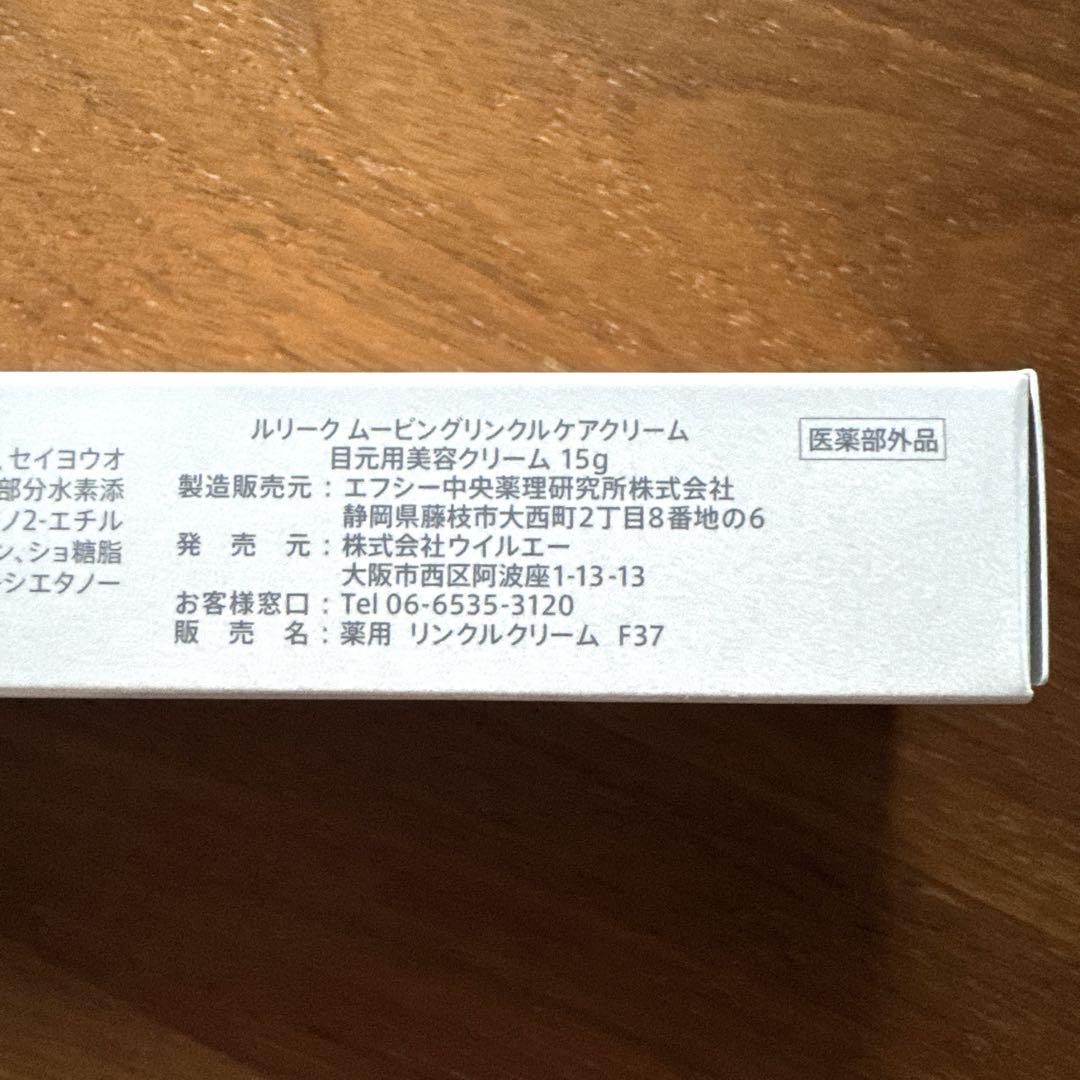 、セイヨウオ
部分水素添
ノ2-エチル
ン、ショ糖脂
シエタノー
ルリーク ムービングリンクルケアクリーム
目元用美容クリーム 15g
製造販売元：エフシー中央薬理研究所株式会社
静岡県藤枝市大西町2丁目8番地の6
発売元：株式会社ウイルエー
大阪市西区阿波座1-13-13
お客様窓口：Tel 06-6535-3120
販売名：薬用 リンクルクリーム F37
医薬部外品